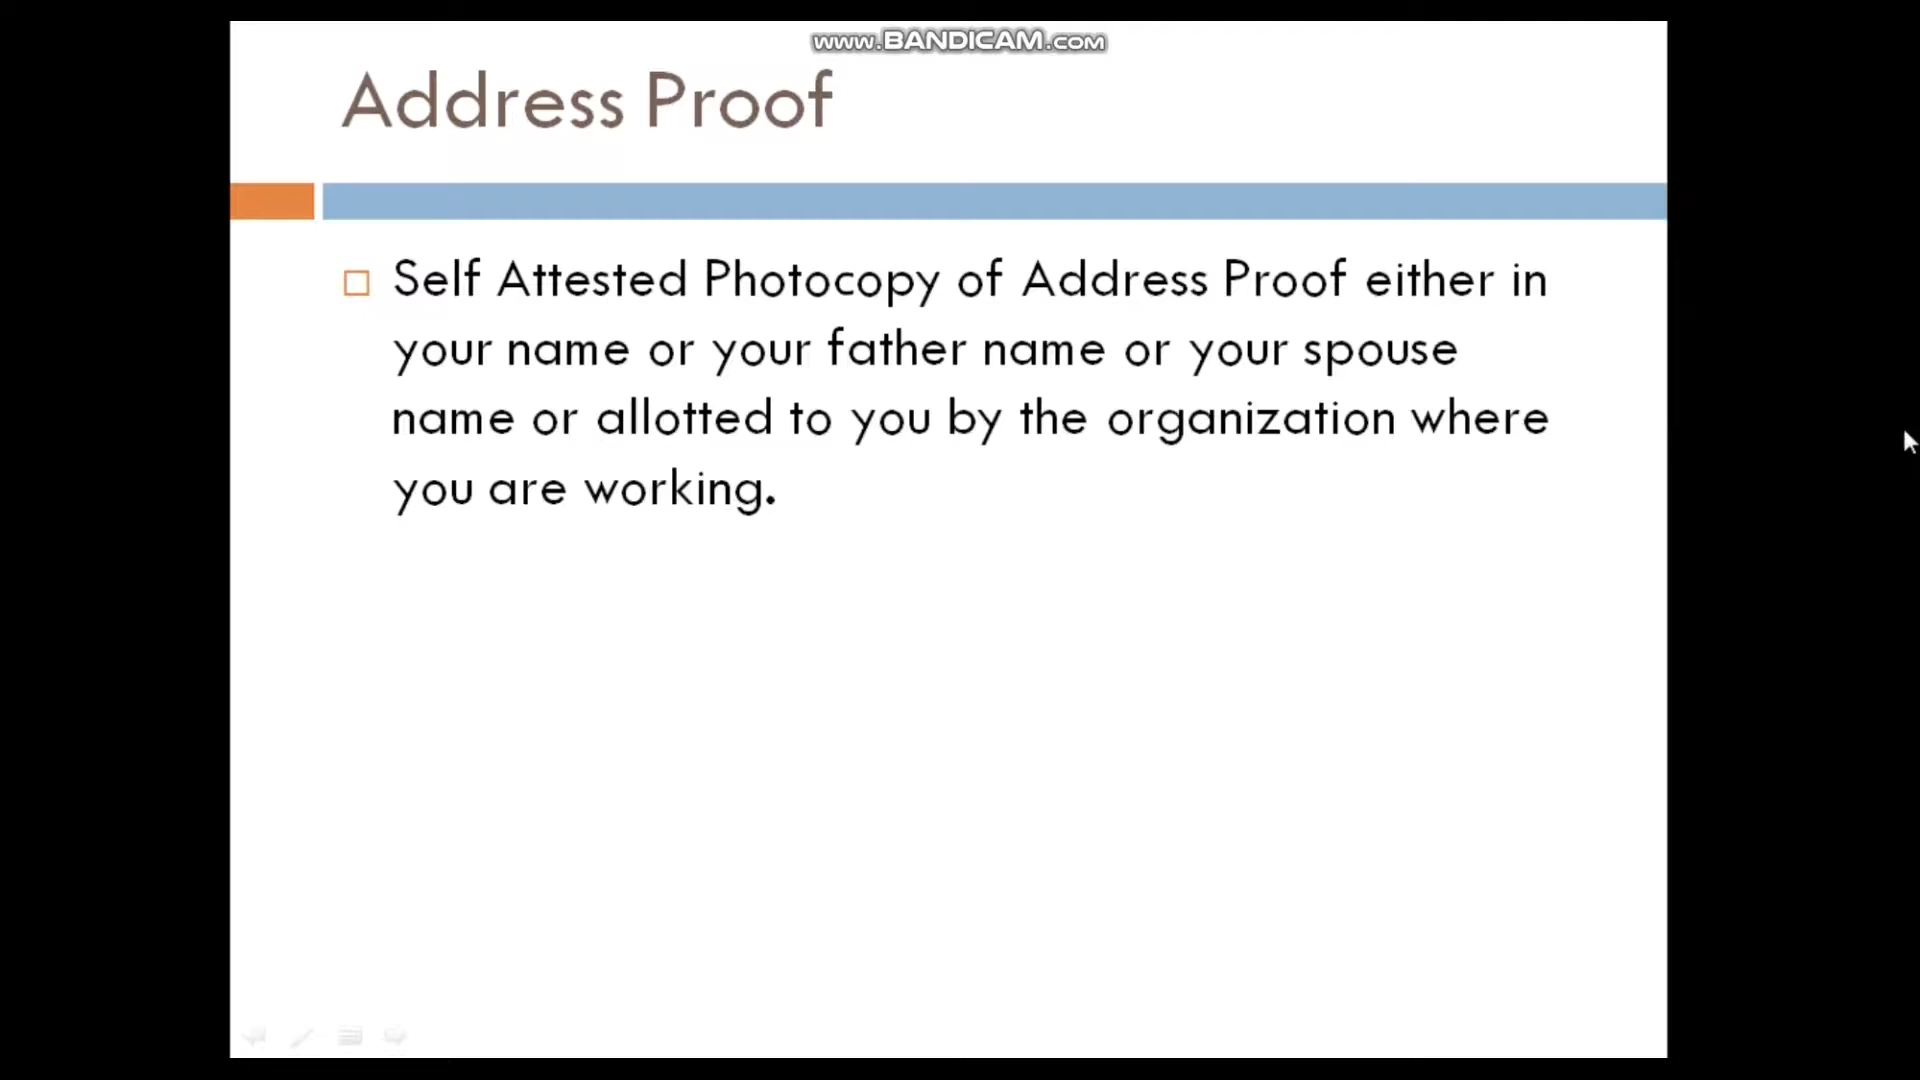 www.BANDICAM.com
Address Proof
Self Attested Photocopy of Address Proof either in
your name or your father name or your spouse
name or allotted to you by the organization where
you are working.